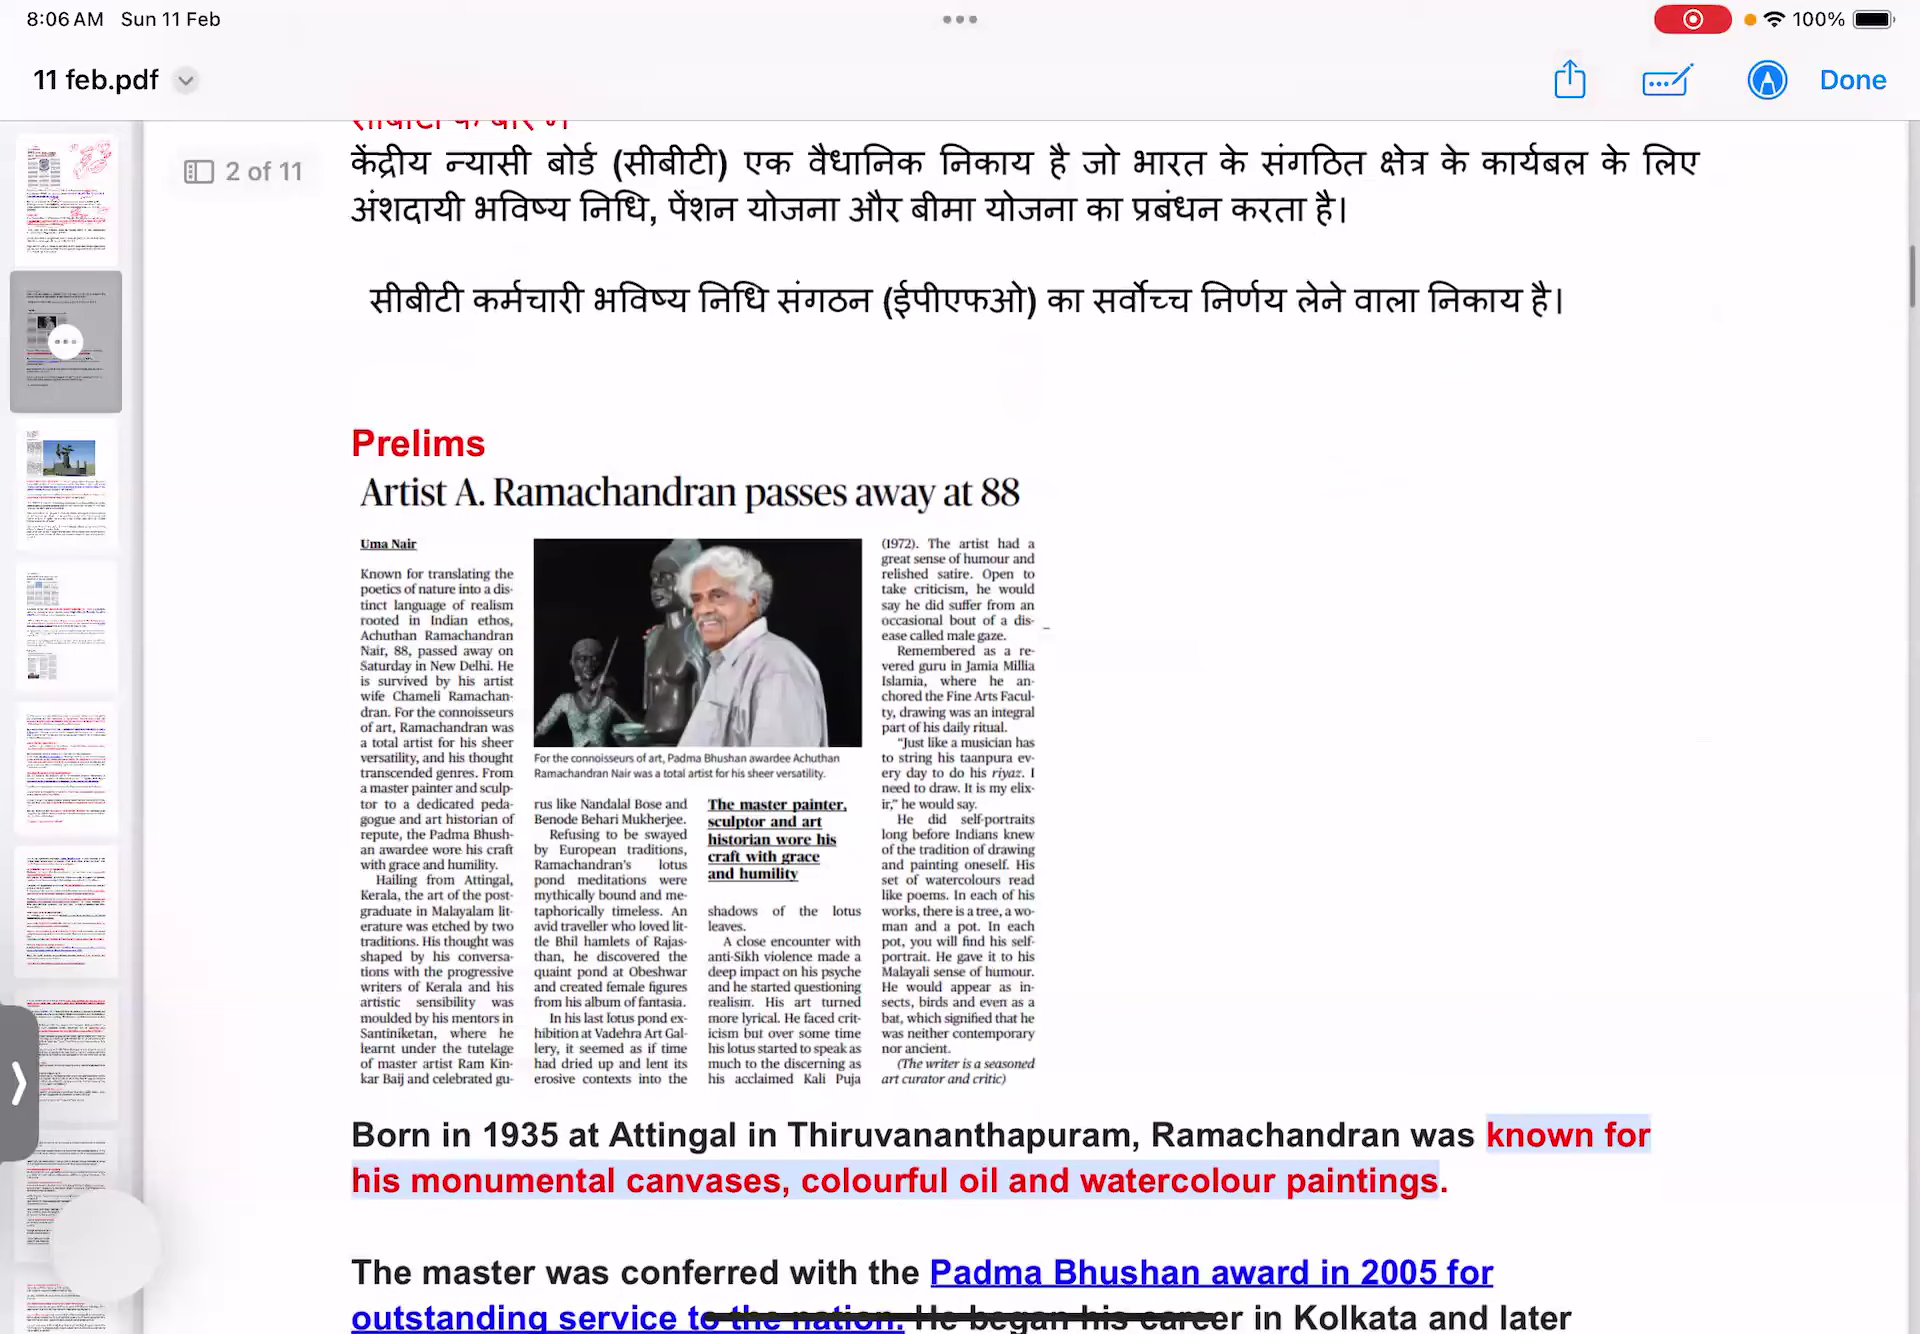 8:06 AM Sun 11 Feb
100%
11 feb.pdf
Done
2 of 11
केंद्रीय न्यासी बोर्ड (सीबीटी) एक वैधानिक निकाय है जो भारत के संगठित क्षेत्र के कार्यबल के लिए
अंशदायी भविष्य निधि, पेंशन योजना और बीमा योजना का प्रबंधन करता है।
सीबीटी कर्मचारी भविष्य निधि संगठन (ईपीएफओ) का सर्वोच्च निर्णय लेने वाला निकाय है।
Prelims
Artist A. Ramachandran passes away at 88
Uma Nair
Known for translating the
poetics of nature into a dis-
tinct language of realism
rooted in Indian ethos,
Achuthan Ramachandran
Nair, 88, passed away on
Saturday in New Delhi. He
is survived by his artist
wife Chameli Ramachan-
dran. For the connoisseurs
of art, Ramachandran was
a total artist for his sheer
versatility, and his thought
transcended genres. From
a master painter and sculp-
tor to a dedicated peda-
gogue and art historian of
repute, the Padma Bhush-
an awardee wore his craft
with grace and humility.
Hailing from Attingal,
Kerala, the art of the post-
graduate in Malayalam lit-
erature was etched by two
traditions. His thought was
shaped by his conversa-
tions with the progressive
writers of Kerala and his
artistic sensibility was
moulded by his mentors in
Santiniketan, where he
learnt under the tutelage
of master artist Ram Kin-
kar Baij and celebrated gu-
For the connoisseurs of art, Padma Bhushan awardee Achuthan
Ramachandran Nair was a total artist for his sheer versatility.
rus like Nandalal Bose and
Benode Behari Mukherjee.
Refusing to be swayed
by European traditions,
Ramachandran's lotus
pond meditations were
mythically bound and me-
taphorically timeless. An
avid traveller who loved lit-
tle Bhil hamlets of Rajas-
than, he discovered the
quaint pond at Obeshwar
and created female figures
from his album of fantasia.
In his last lotus pond ex-
hibition at Vadehra Art Gal-
lery, it seemed as if time
had dried up and lent its
erosive contexts into the
The master painter,
sculptor and art
historian wore his
craft with grace
and humility
shadows of the lotus
leaves.
A close encounter with
anti-Sikh violence made a
deep impact on his psyche
and he started questioning
realism. His art turned
more lyrical. He faced crit-
icism but over some time
his lotus started to speak as
much to the discerning as
his acclaimed Kali Puja
(1972). The artist had a
great sense of humour and
relished satire. Open to
take criticism, he would
say he did suffer from an
occasional bout of a dis-
ease called male gaze.
Remembered as a re-
vered guru in Jamia Millia
Islamia, where he an-
chored the Fine Arts Facul-
ty, drawing was an integral
part of his daily ritual.
"Just like a musician has
to string his taanpura ev-
ery day to do his riyaz. I
need to draw. It is my elix-
ir," he would say.
He did self-portraits
long before Indians knew
of the tradition of drawing
and painting oneself. His
set of watercolours read
like poems. In each of his
works, there is a tree, a wo-
man and a pot. In each
pot, you will find his self-
portrait. He gave it to his
Malayali sense of humour.
He would appear as in-
sects, birds and even as a
bat, which signified that he
was neither contemporary
nor ancient.
(The writer is a seasoned
art curator and critic)
Born in 1935 at Attingal in Thiruvananthapuram, Ramachandran was known for
his monumental canvases, colourful oil and watercolour paintings.
The master was conferred with the Padma Bhushan award in 2005 for
outstanding service to the nation. He began his career in Kolkata and later